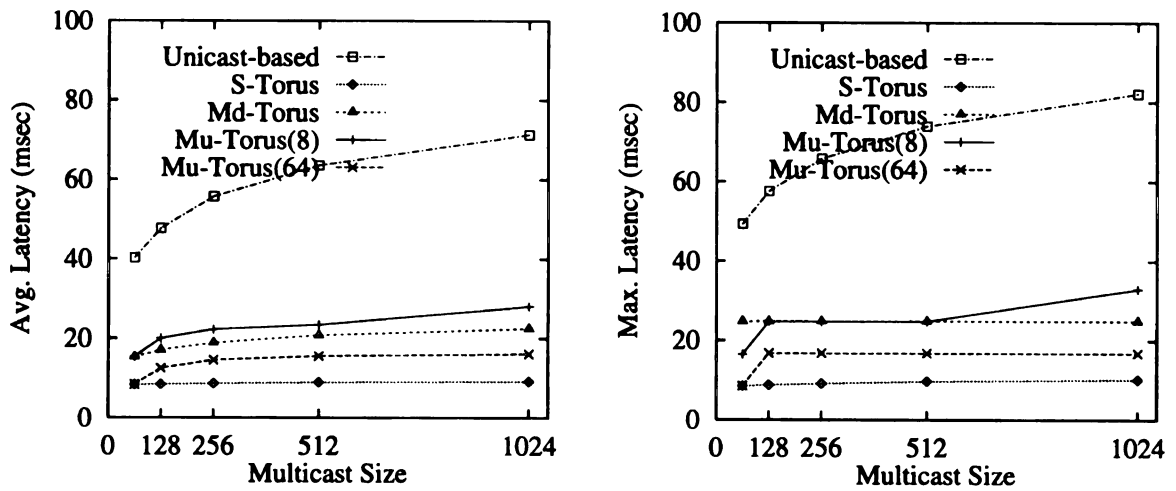 Avg. Latency (msec)
100
80
60
40
20
0
Unicast-based
S-Torus
Md-Torus
Mu-Torus(8)
Mu-Torus(64)
0 128 256 512 1024
Multicast Size
Max. Latency (msec)
100
80
60
40
20
0
Unicast-based
S-Torus
Md-Torus
Mu-Torus(8)
Mu-Torus(64)
0 128 256 512 1024
Multicast Size